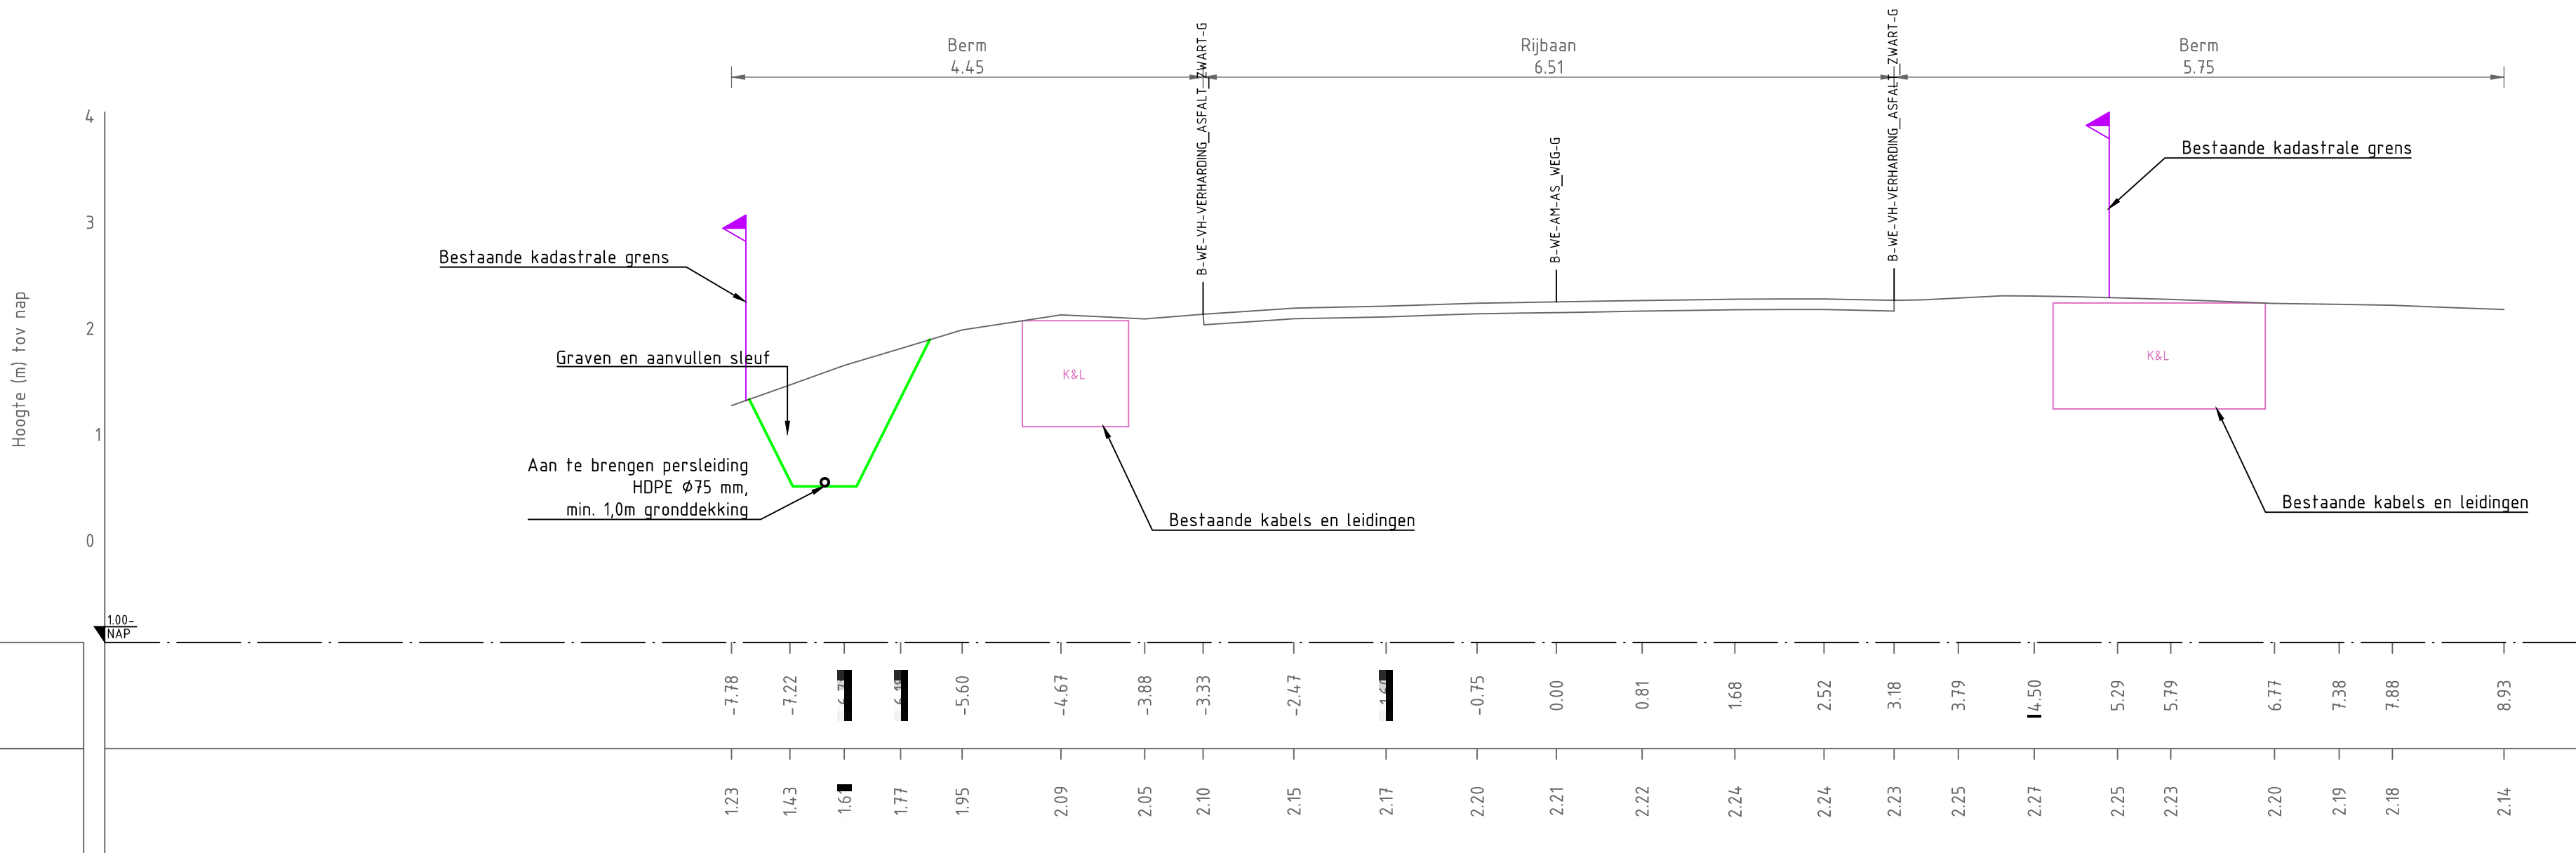 Berm
4.45
Rijbaan
6.51
Berm
5.75
B-WE-VH-VERHARDING_ASFALT_ZWART-G
B-WE-AM-AS_WEG-G
B-WE-VH-VERHARDING_ASFALT_ZWART-G
Hoogte (m) tov nap
4
3
2
1
0
Bestaande kadastrale grens
Bestaande kadastrale grens
Graven en aanvullen sleuf
K&L
K&L
Aan te brengen persleiding
HDPE Ø75 mm,
min. 1,0m gronddekking
Bestaande kabels en leidingen
Bestaande kabels en leidingen
1.00-
NAP
-7.78 -7.22 -5.60 -4.67 -3.88 -3.33 -2.47 -0.75 0.00 0.81 1.68 2.52 3.18 3.79 4.50 5.29 5.79 6.77 7.38 7.88 8.93
1.23 1.43 1.61 1.77 1.95 2.09 2.05 2.10 2.15 2.17 2.20 2.21 2.22 2.24 2.24 2.23 2.25 2.27 2.25 2.23 2.20 2.19 2.18 2.14